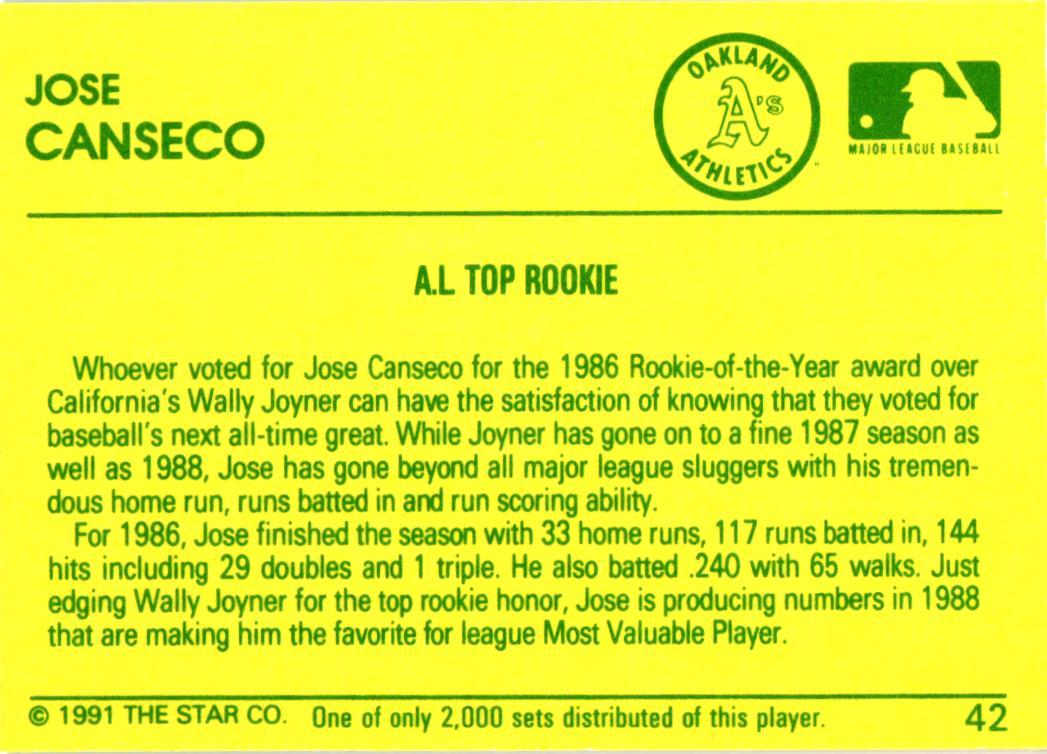 JOSE
CANSECO
OAKLAND
A's
ATHLETICS
MAJOR LEAGUE BASEBALL
A.L TOP ROOKIE
Whoever voted for Jose Canseco for the 1986 Rookie-of-the-Year award over
California's Wally Joyner can have the satisfaction of knowing that they voted for
baseball's next all-time great. While Joyner has gone on to a fine 1987 season as
well as 1988, Jose has gone beyond all major league sluggers with his tremen-
dous home run, runs batted in and run scoring ability.
For 1986, Jose finished the season with 33 home runs, 117 runs batted in, 144
hits including 29 doubles and 1 triple. He also batted .240 with 65 walks. Just
edging Wally Joyner for the top rookie honor, Jose is producing numbers in 1988
that are making him the favorite for league Most Valuable Player.
© 1991 THE STAR CO. One of only 2,000 sets distributed of this player. 42